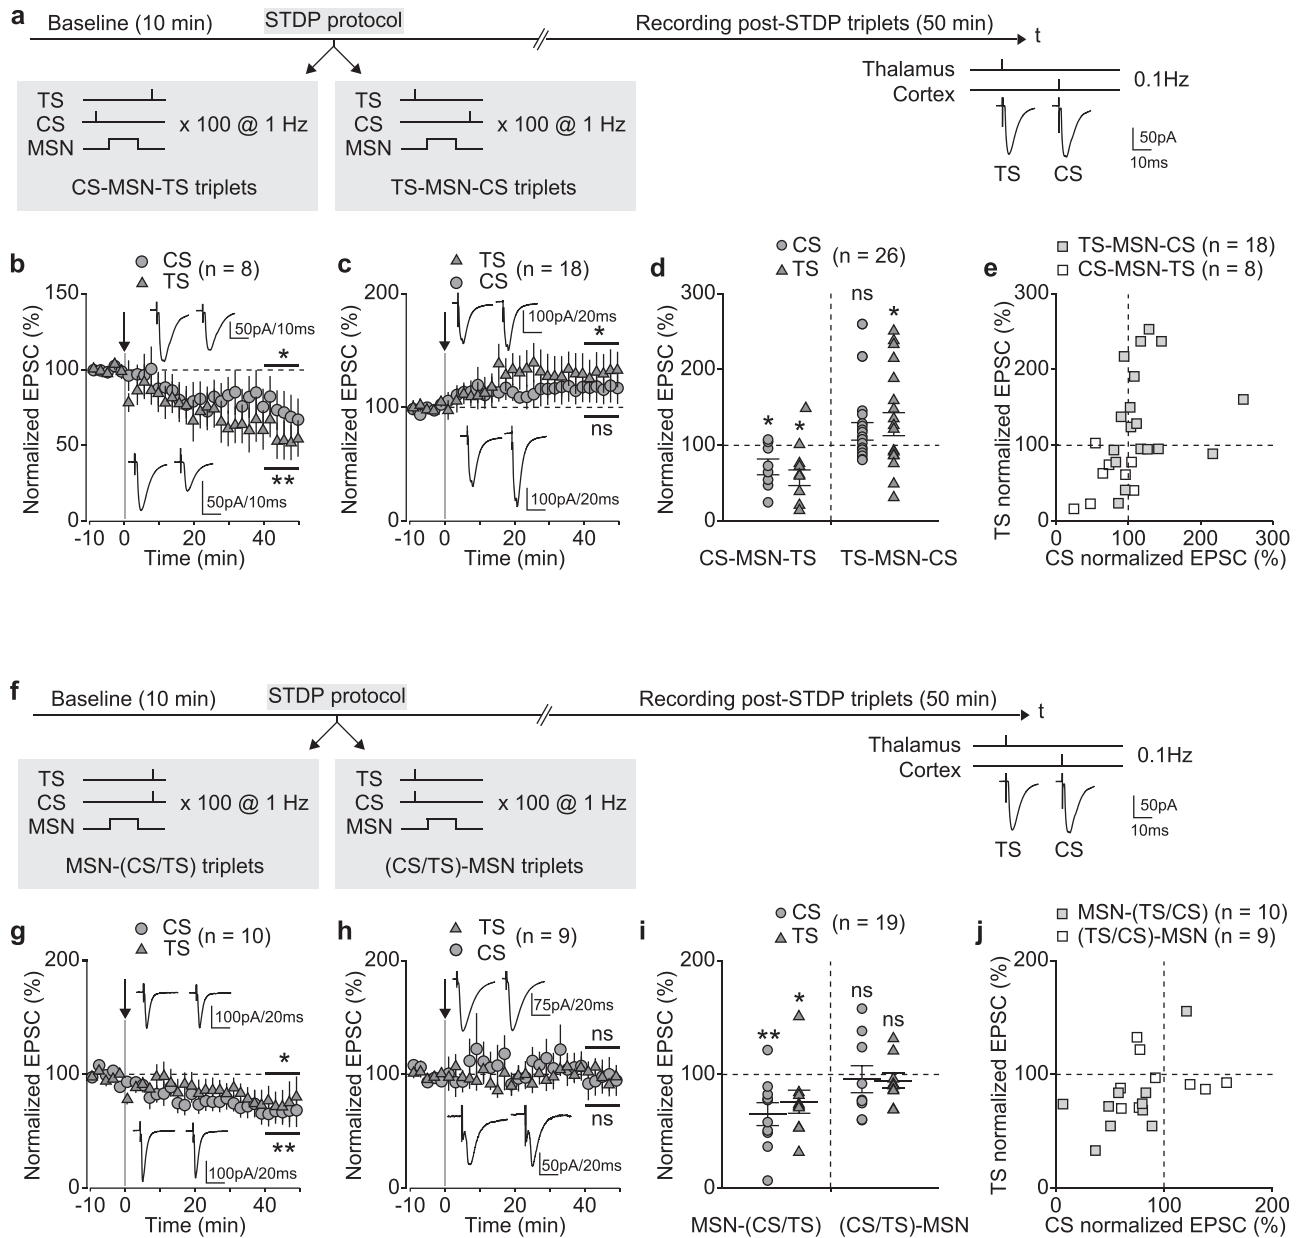 a
Baseline (10 min)
STDP protocol
Recording post-STDP triplets (50 min)
t
TS
CS
MSN
x 100 @ 1 Hz
CS-MSN-TS triplets
TS
CS
MSN
x 100 @ 1 Hz
TS-MSN-CS triplets
Thalamus
Cortex
0.1Hz
50pA
10ms
TS
CS
b
CS
TS
(n = 8)
Normalized EPSC (%)
150
100
50
0
50pA/10ms
*
**
50pA/10ms
-10 0 20 40
Time (min)
c
TS
CS
(n = 18)
Normalized EPSC (%)
200
100
0
100pA/20ms
*
ns
100pA/20ms
-10 0 20 40
Time (min)
d
CS
TS
(n = 26)
Normalized EPSC (%)
300
200
100
0
* *
ns *
CS-MSN-TS
TS-MSN-CS
e
TS-MSN-CS (n = 18)
CS-MSN-TS (n = 8)
TS normalized EPSC (%)
300
200
100
0
0 100 200 300
CS normalized EPSC (%)
f
Baseline (10 min)
STDP protocol
Recording post-STDP triplets (50 min)
t
TS
CS
MSN
x 100 @ 1 Hz
MSN-(CS/TS) triplets
TS
CS
MSN
x 100 @ 1 Hz
(CS/TS)-MSN triplets
Thalamus
Cortex
0.1Hz
50pA
10ms
TS
CS
g
CS
TS
(n = 10)
Normalized EPSC (%)
200
100
0
100pA/20ms
*
**
100pA/20ms
-10 0 20 40
Time (min)
h
TS
CS
(n = 9)
Normalized EPSC (%)
200
100
0
75pA/20ms
ns
ns
50pA/20ms
-10 0 20 40
Time (min)
i
CS
TS
(n = 19)
Normalized EPSC (%)
200
100
0
** *
ns ns
MSN-(CS/TS)
(CS/TS)-MSN
j
MSN-(TS/CS) (n = 10)
(TS/CS)-MSN (n = 9)
TS normalized EPSC (%)
200
100
0
0 100 200
CS normalized EPSC (%)